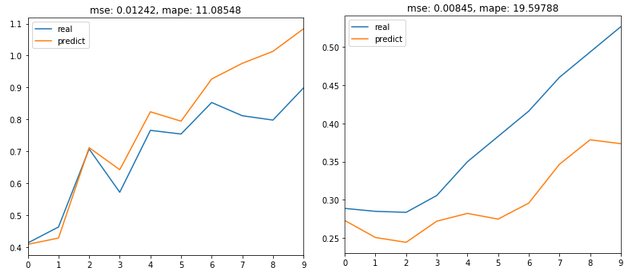 mse: 0.01242, mape: 11.08548
real
predict
1.1
1.0
0.9
0.8
0.7
0.6
0.5
0.4
0 1 2 3 4 5 6 7 8 9
mse: 0.00845, mape: 19.59788
real
predict
0.50
0.45
0.40
0.35
0.30
0.25
0 1 2 3 4 5 6 7 8 9